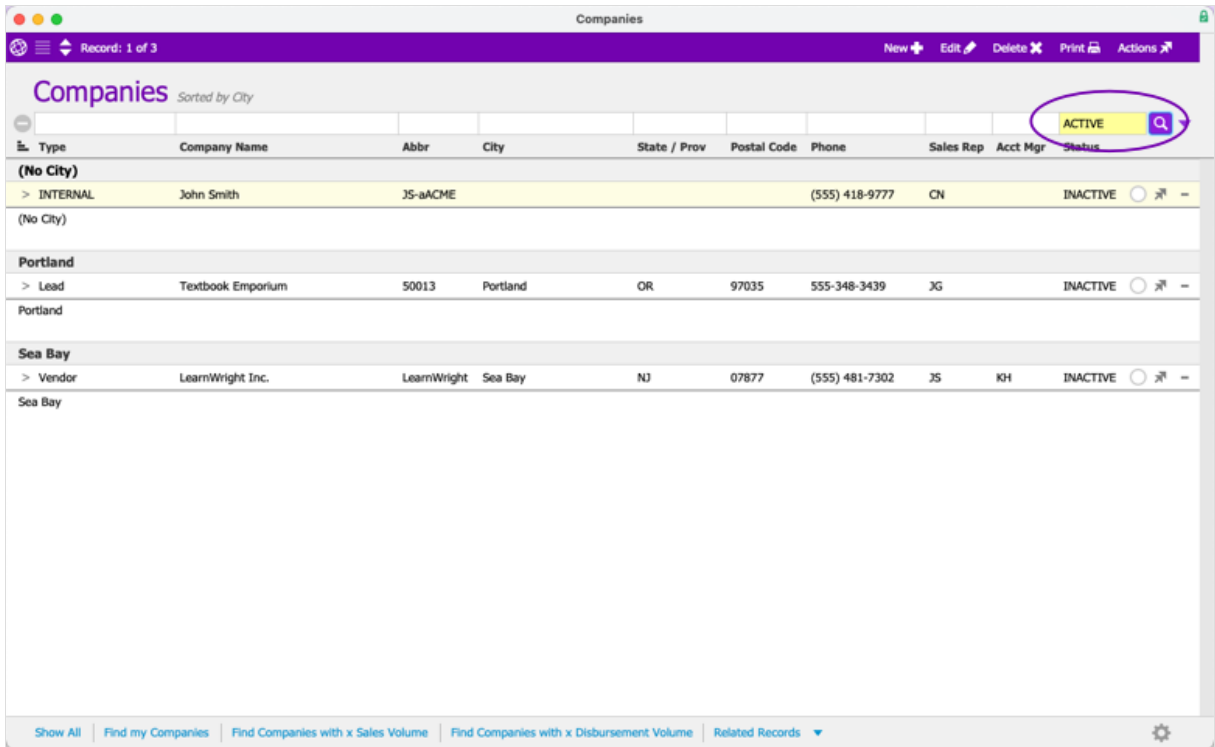 Companies
Record: 1 of 3 New Edit Delete Print Actions
Companies Sorted by City
ACTIVE
Type Company Name Abbr City State / Prov Postal Code Phone Sales Rep Acct Mgr Status
(No City)
> INTERNAL John Smith JS-aACME (555) 418-9777 CN INACTIVE
(No City)
Portland
> Lead Textbook Emporium 50013 Portland OR 97035 555-348-3439 JG INACTIVE
Portland
Sea Bay
> Vendor LearnWright Inc. LearnWright Sea Bay NJ 07877 (555) 481-7302 JS KH INACTIVE
Sea Bay
Show All Find my Companies Find Companies with x Sales Volume Find Companies with x Disbursement Volume Related Records